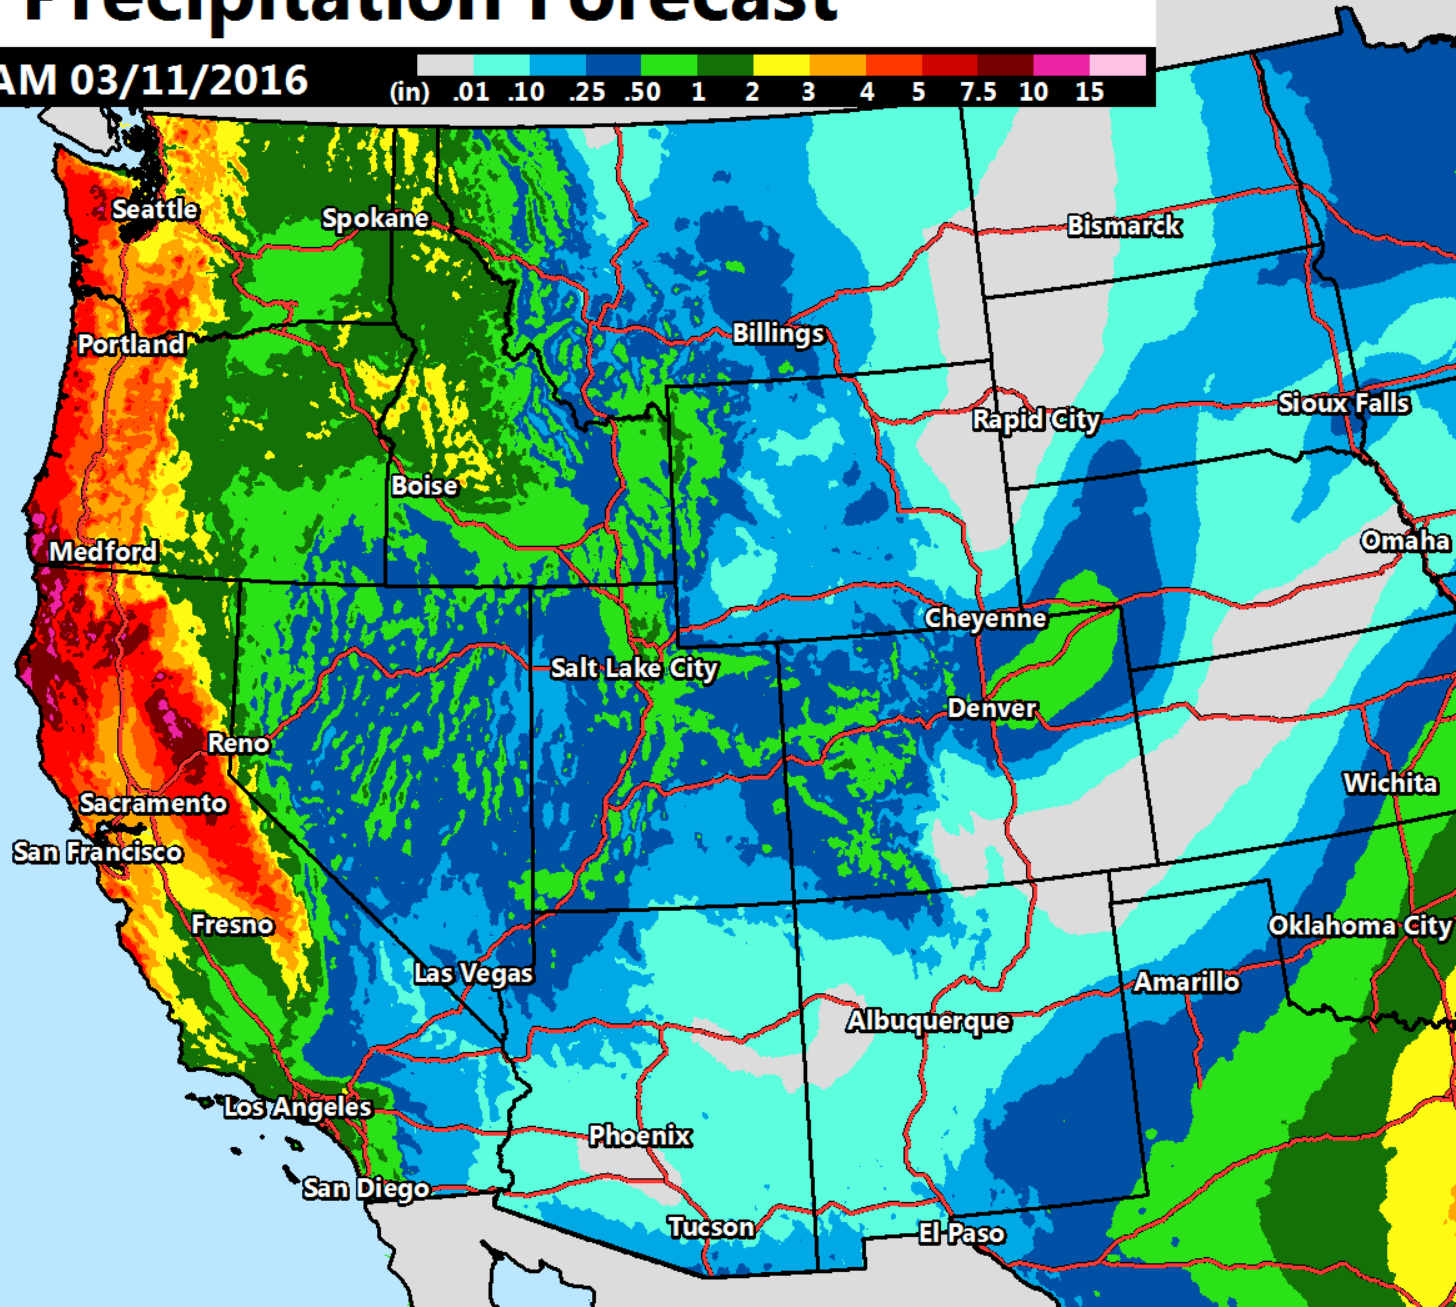 Precipitation Forecast
AM 03/11/2016
(in) .01 .10 .25 .50 1 2 3 4 5 7.5 10 15
Seattle
Spokane
Bismarck
Portland
Billings
Rapid City
Sioux Falls
Boise
Medford
Omaha
Cheyenne
Salt Lake City
Denver
Reno
Wichita
Sacramento
San Francisco
Fresno
Oklahoma City
Las Vegas
Amarillo
Albuquerque
Los Angeles
Phoenix
San Diego
Tucson
El Paso